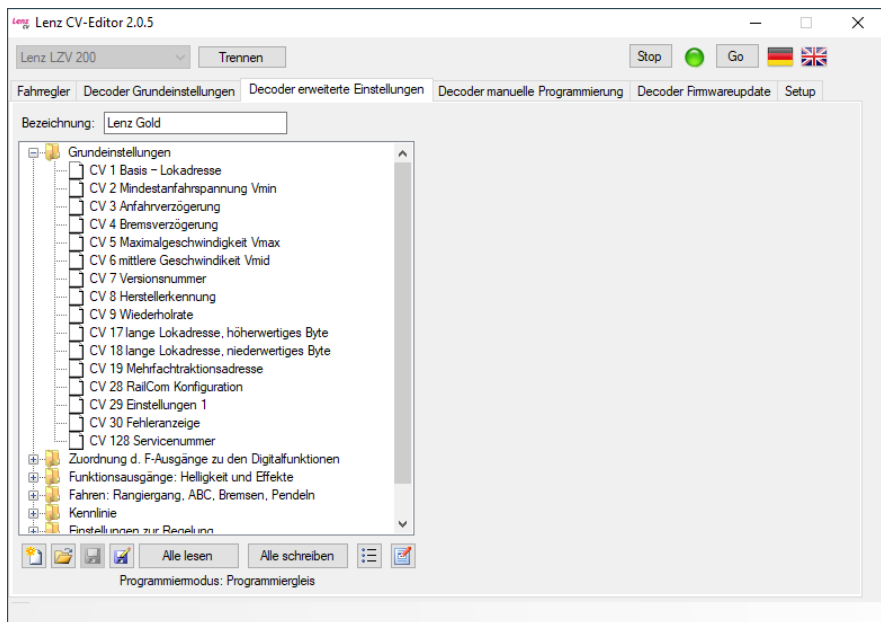 Lenz CV Lenz CV-Editor 2.0.5
Lenz LZV 200 Trennen Stop Go
Fahrregler Decoder Grundeinstellungen Decoder erweiterte Einstellungen Decoder manuelle Programmierung Decoder Firmwareupdate Setup
Bezeichnung: Lenz Gold
Grundeinstellungen
CV 1 Basis - Lokadresse
CV 2 Mindestanfahrspannung Vmin
CV 3 Anfahrverzögerung
CV 4 Bremsverzögerung
CV 5 Maximalgeschwindigkeit Vmax
CV 6 mittlere Geschwindikeit Vmid
CV 7 Versionsnummer
CV 8 Herstellerkennung
CV 9 Wiederholrate
CV 17 lange Lokadresse, höherwertiges Byte
CV 18 lange Lokadresse, niederwertiges Byte
CV 19 Mehrfachtraktionsadresse
CV 28 RailCom Konfiguration
CV 29 Einstellungen 1
CV 30 Fehleranzeige
CV 128 Servicenummer
Zuordnung d. F-Ausgänge zu den Digitalfunktionen
Funktionsausgänge: Helligkeit und Effekte
Fahren: Rangiergang, ABC, Bremsen, Pendeln
Kennlinie
Einstellungen zur Regelung
Alle lesen Alle schreiben
Programmiermodus: Programmiergleis